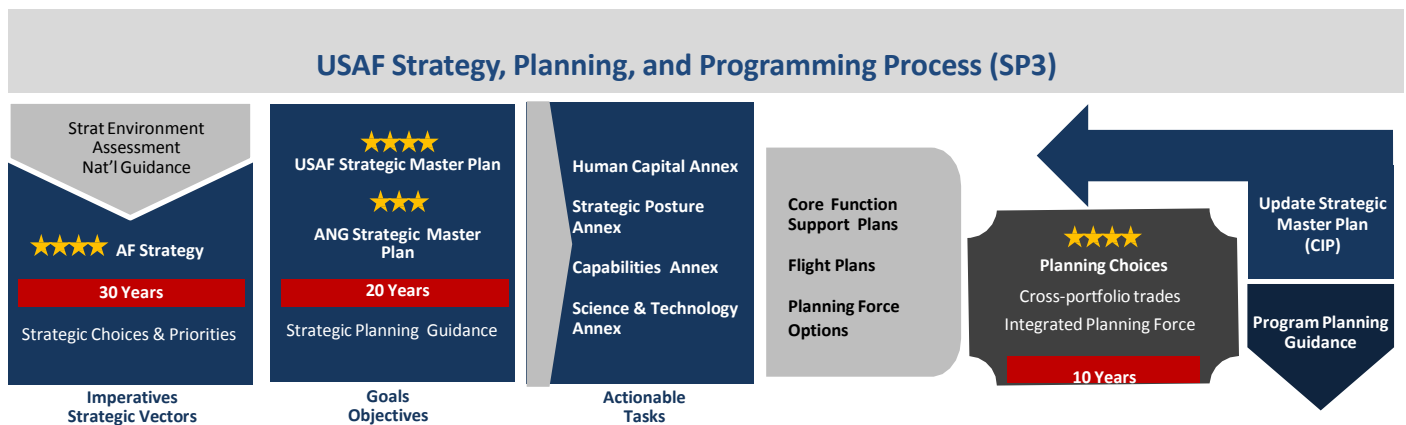 USAF Strategy, Planning, and Programming Process (SP3)
Strat Environment
Assessment
Nat'l Guidance
AF Strategy
30 Years
Strategic Choices & Priorities
Imperatives
Strategic Vectors
USAF Strategic Master Plan
ANG Strategic Master
Plan
20 Years
Strategic Planning Guidance
Goals
Objectives
Human Capital Annex
Strategic Posture
Annex
Capabilities Annex
Science & Technology
Annex
Actionable
Tasks
Core Function
Support Plans
Flight Plans
Planning Force
Options
Planning Choices
Cross-portfolio trades
Integrated Planning Force
10 Years
Update Strategic
Master Plan
(CIP)
Program Planning
Guidance